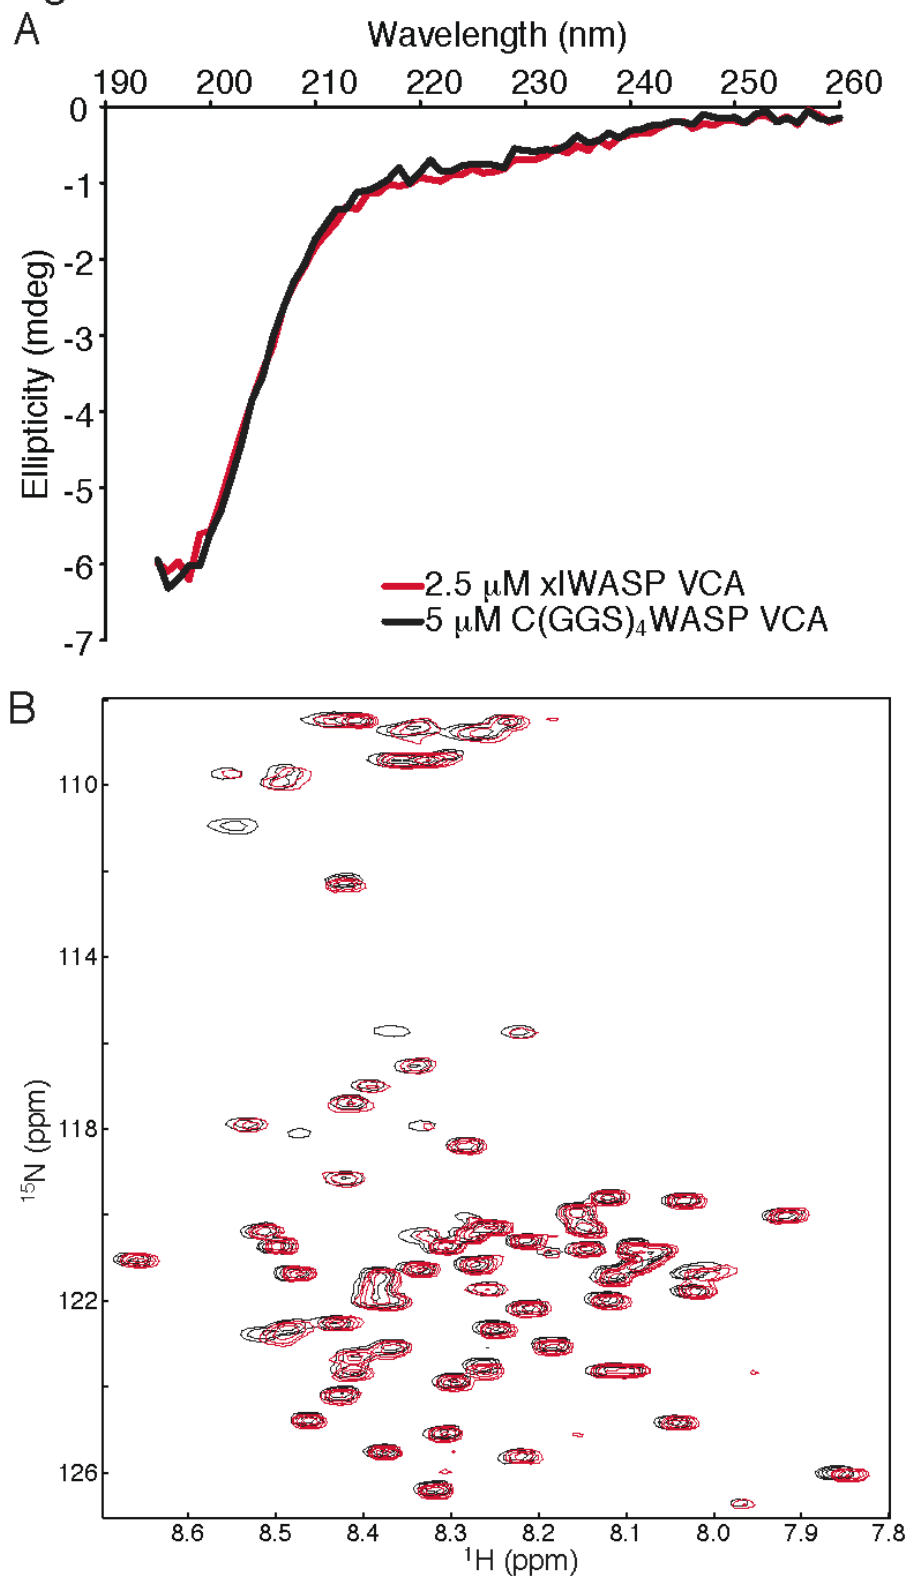 A
Wavelength (nm)
190 200 210 220 230 240 250 260
0
-1
-2
-3
-4
-5
-6
-7
Ellipticity (mdeg)
2.5 μM xlWASP VCA
5 μM C(GGS)₄WASP VCA
B
110
114
118
122
126
¹⁵N (ppm)
8.6 8.5 8.4 8.3 8.2 8.1 8.0 7.9 7.8
¹H (ppm)